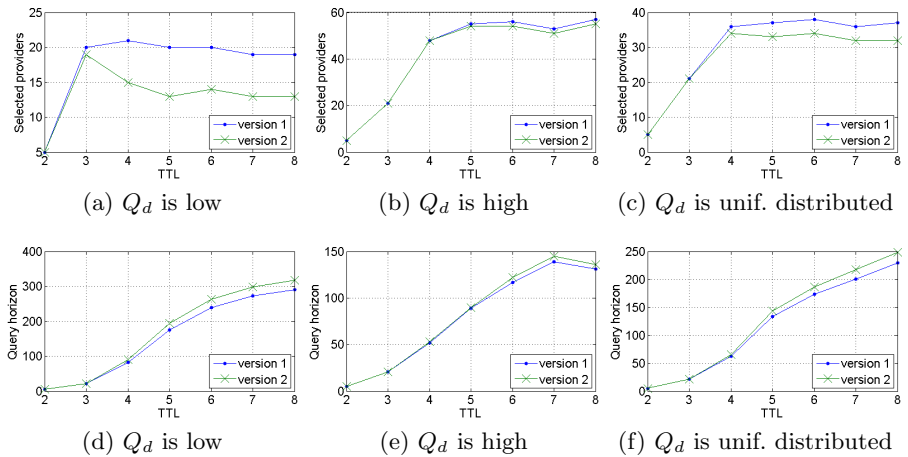 25
20
15
10
5
Selected providers
2 3 4 5 6 7 8
TTL
version 1
version 2
(a) Q_d is low
60
40
20
0
Selected providers
2 3 4 5 6 7 8
TTL
version 1
version 2
(b) Q_d is high
50
40
30
20
10
0
Selected providers
2 3 4 5 6 7 8
TTL
version 1
version 2
(c) Q_d is unif. distributed
400
300
200
100
0
Query horizon
2 3 4 5 6 7 8
TTL
version 1
version 2
(d) Q_d is low
150
100
50
0
Query horizon
2 3 4 5 6 7 8
TTL
version 1
version 2
(e) Q_d is high
250
200
150
100
50
0
Query horizon
2 3 4 5 6 7 8
TTL
version 1
version 2
(f) Q_d is unif. distributed